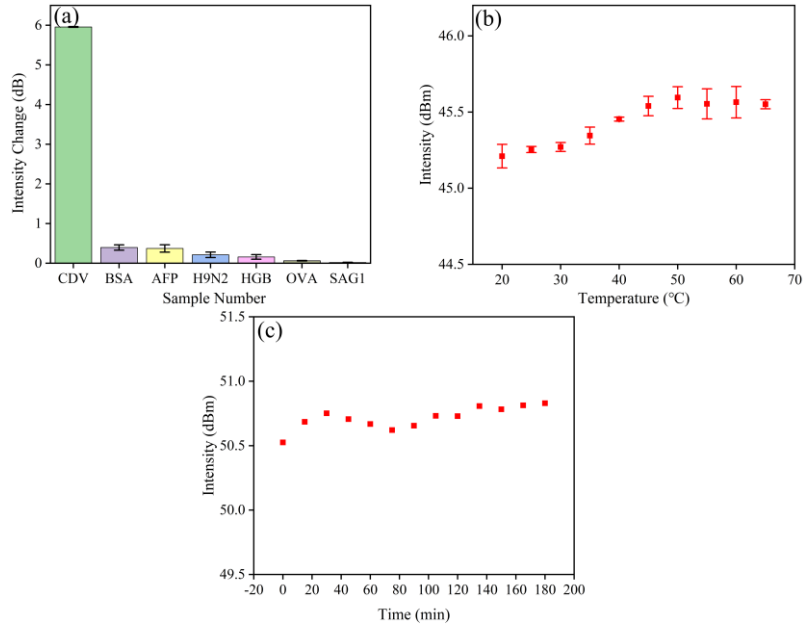 (a)
Intensity Change (dB)
6
5
4
3
2
1
0
CDV BSA AFP H9N2 HGB OVA SAG1
Sample Number
(b)
Intensity (dBm)
46.0
45.5
45.0
44.5
20 30 40 50 60 70
Temperature (°C)
(c)
Intensity (dBm)
51.5
51.0
50.5
50.0
49.5
-20 0 20 40 60 80 100 120 140 160 180 200
Time (min)